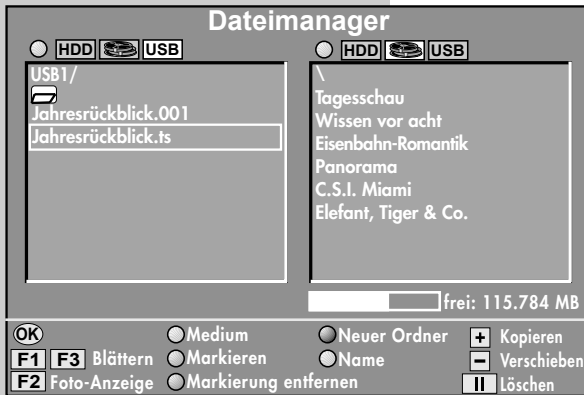 Dateimanager
HDD USB
USB1/
Jahresrückblick.001
Jahresrückblick.ts
HDD USB
\
Tagesschau
Wissen vor acht
Eisenbahn-Romantik
Panorama
C.S.I. Miami
Elefant, Tiger & Co.
frei: 115.784 MB
OK Medium Neuer Ordner + Kopieren
F1 F3 Blättern Markieren Name − Verschieben
F2 Foto-Anzeige Markierung entfernen II Löschen